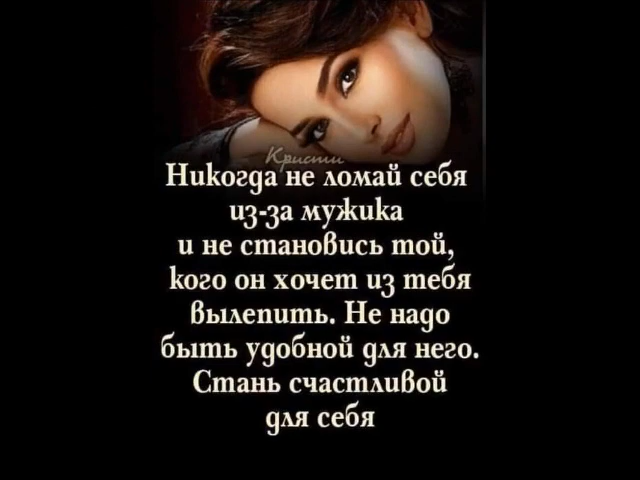 Кристи
Никогда не ломай себя
из-за мужика
и не становись той,
кого он хочет из тебя
вылепить. Не надо
быть удобной для него.
Стань счастливой
для себя